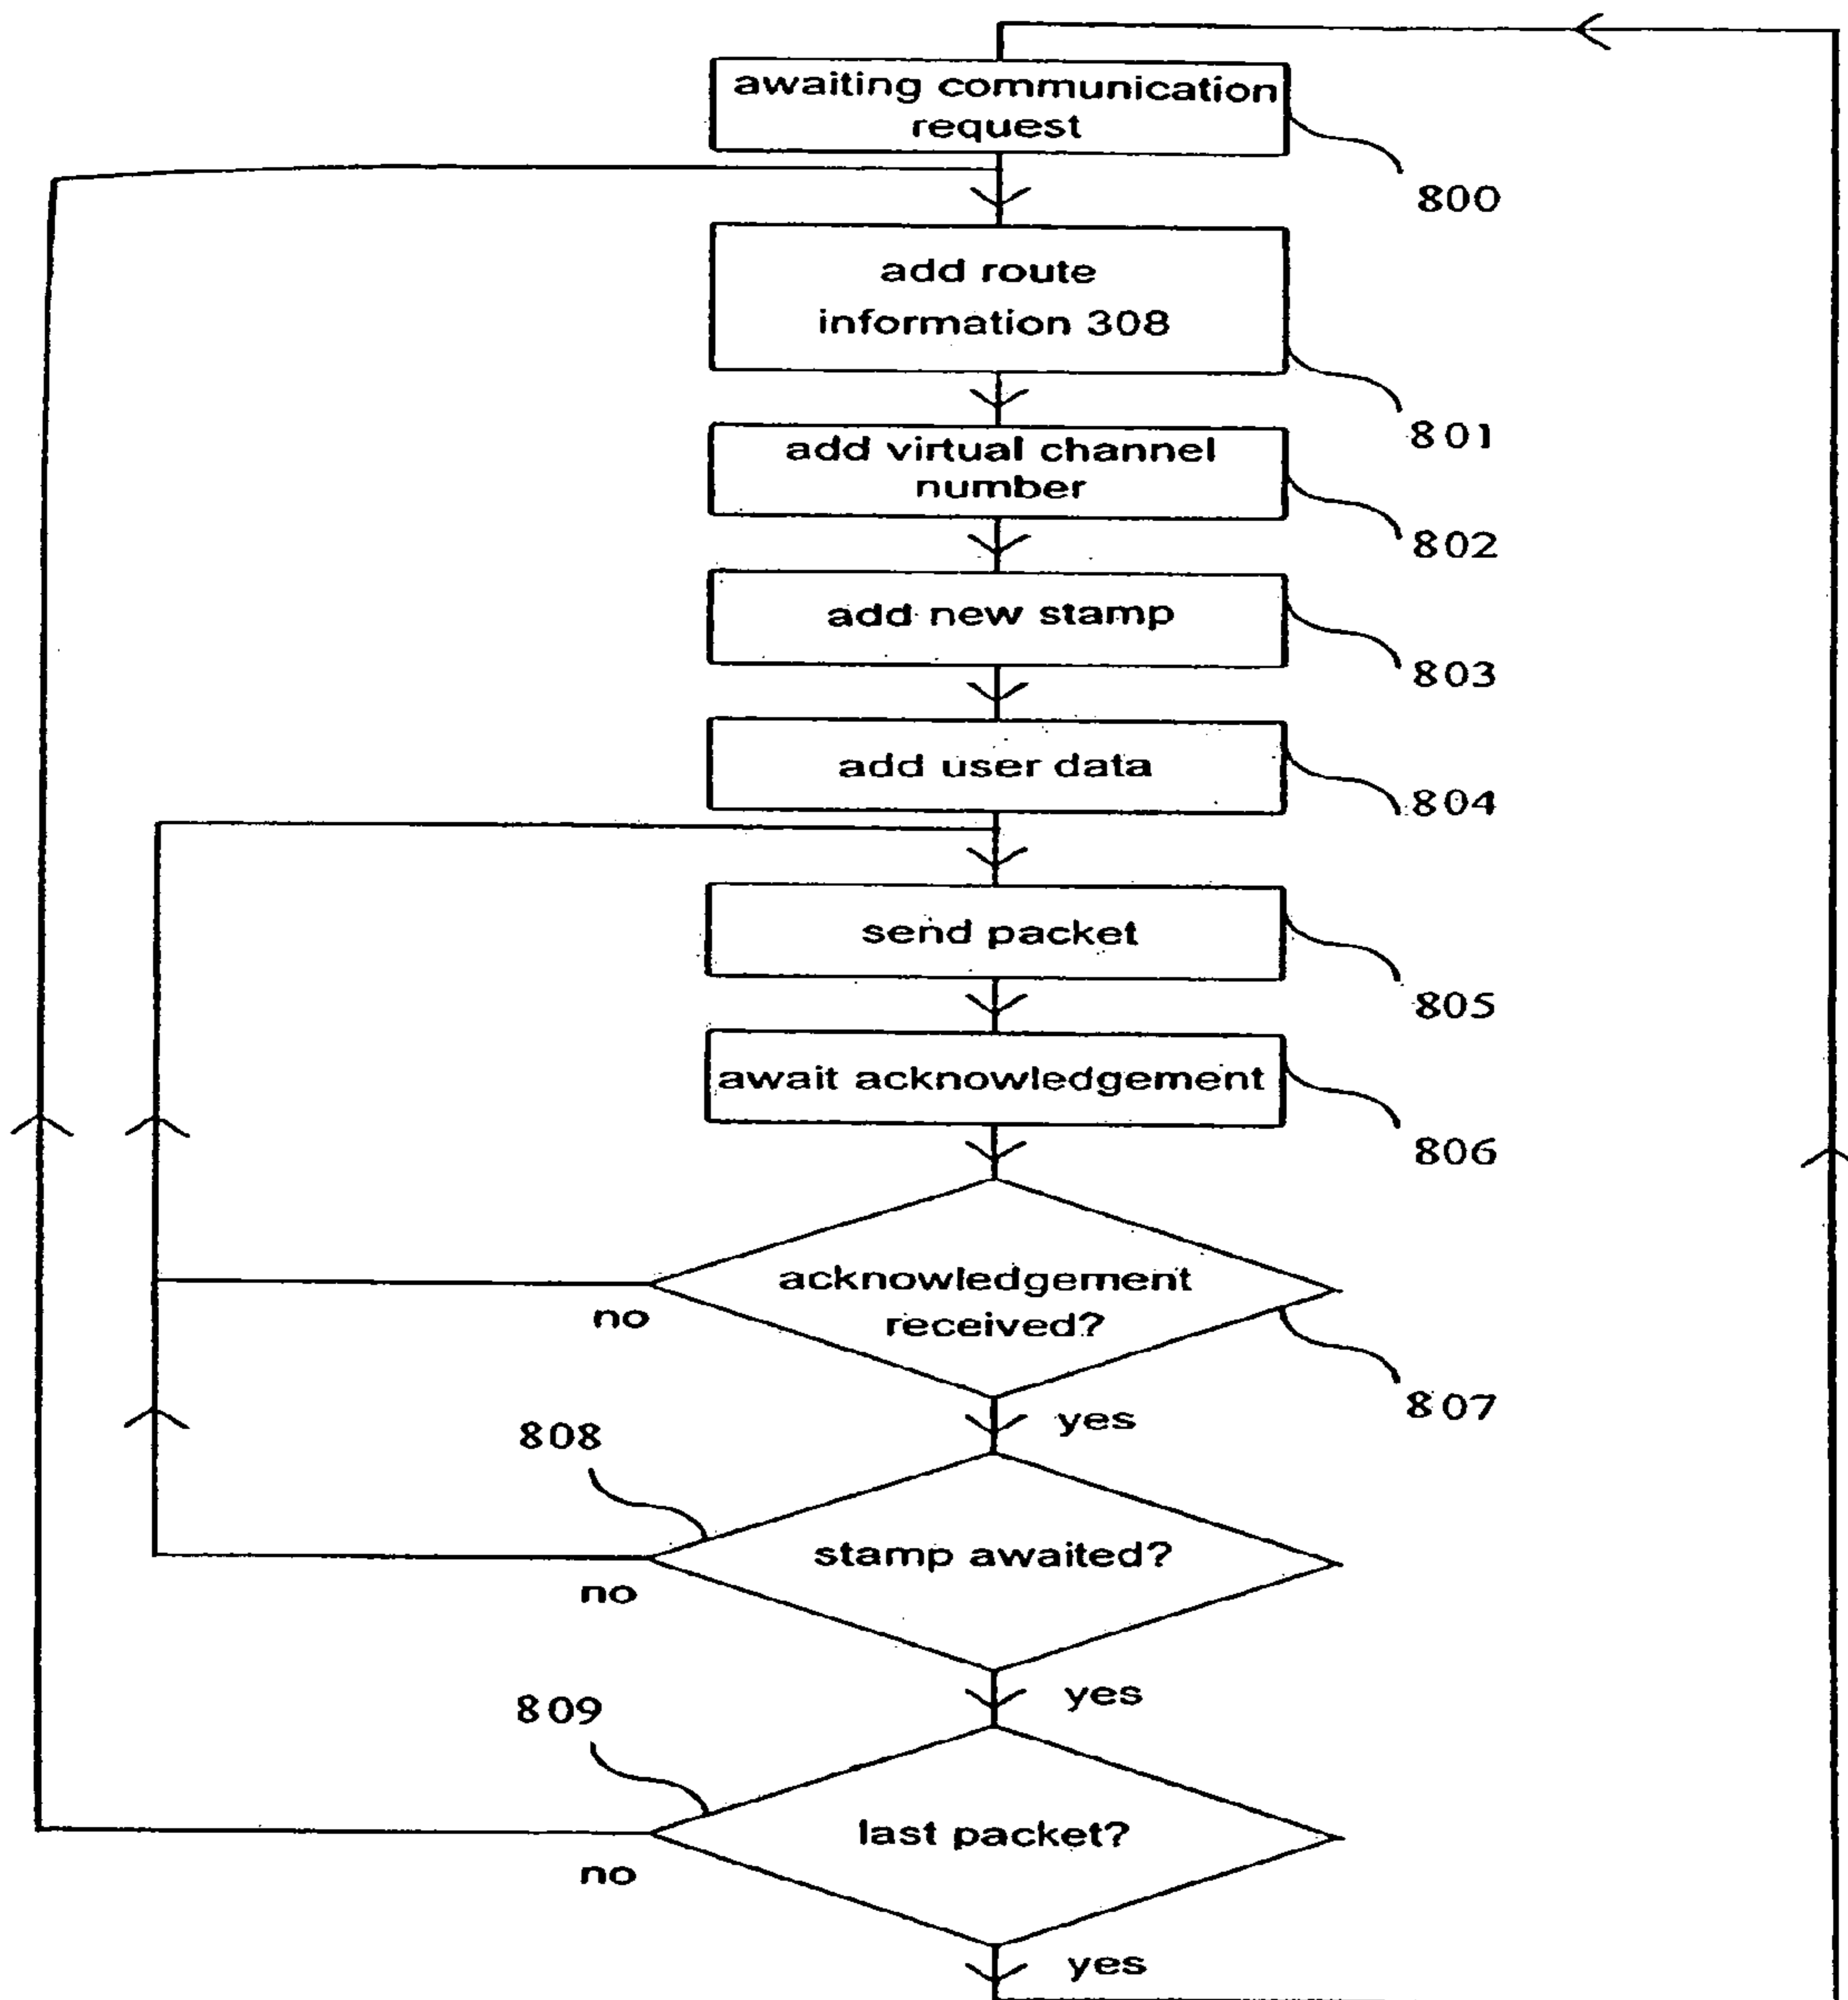 awaiting communication
request
800
add route
information 308
801
add virtual channel
number
802
add new stamp
803
add user data
804
send packet
805
await acknowledgement
806
acknowledgement
received?
no
807
yes
808
stamp awaited?
no
yes
809
last packet?
no
yes